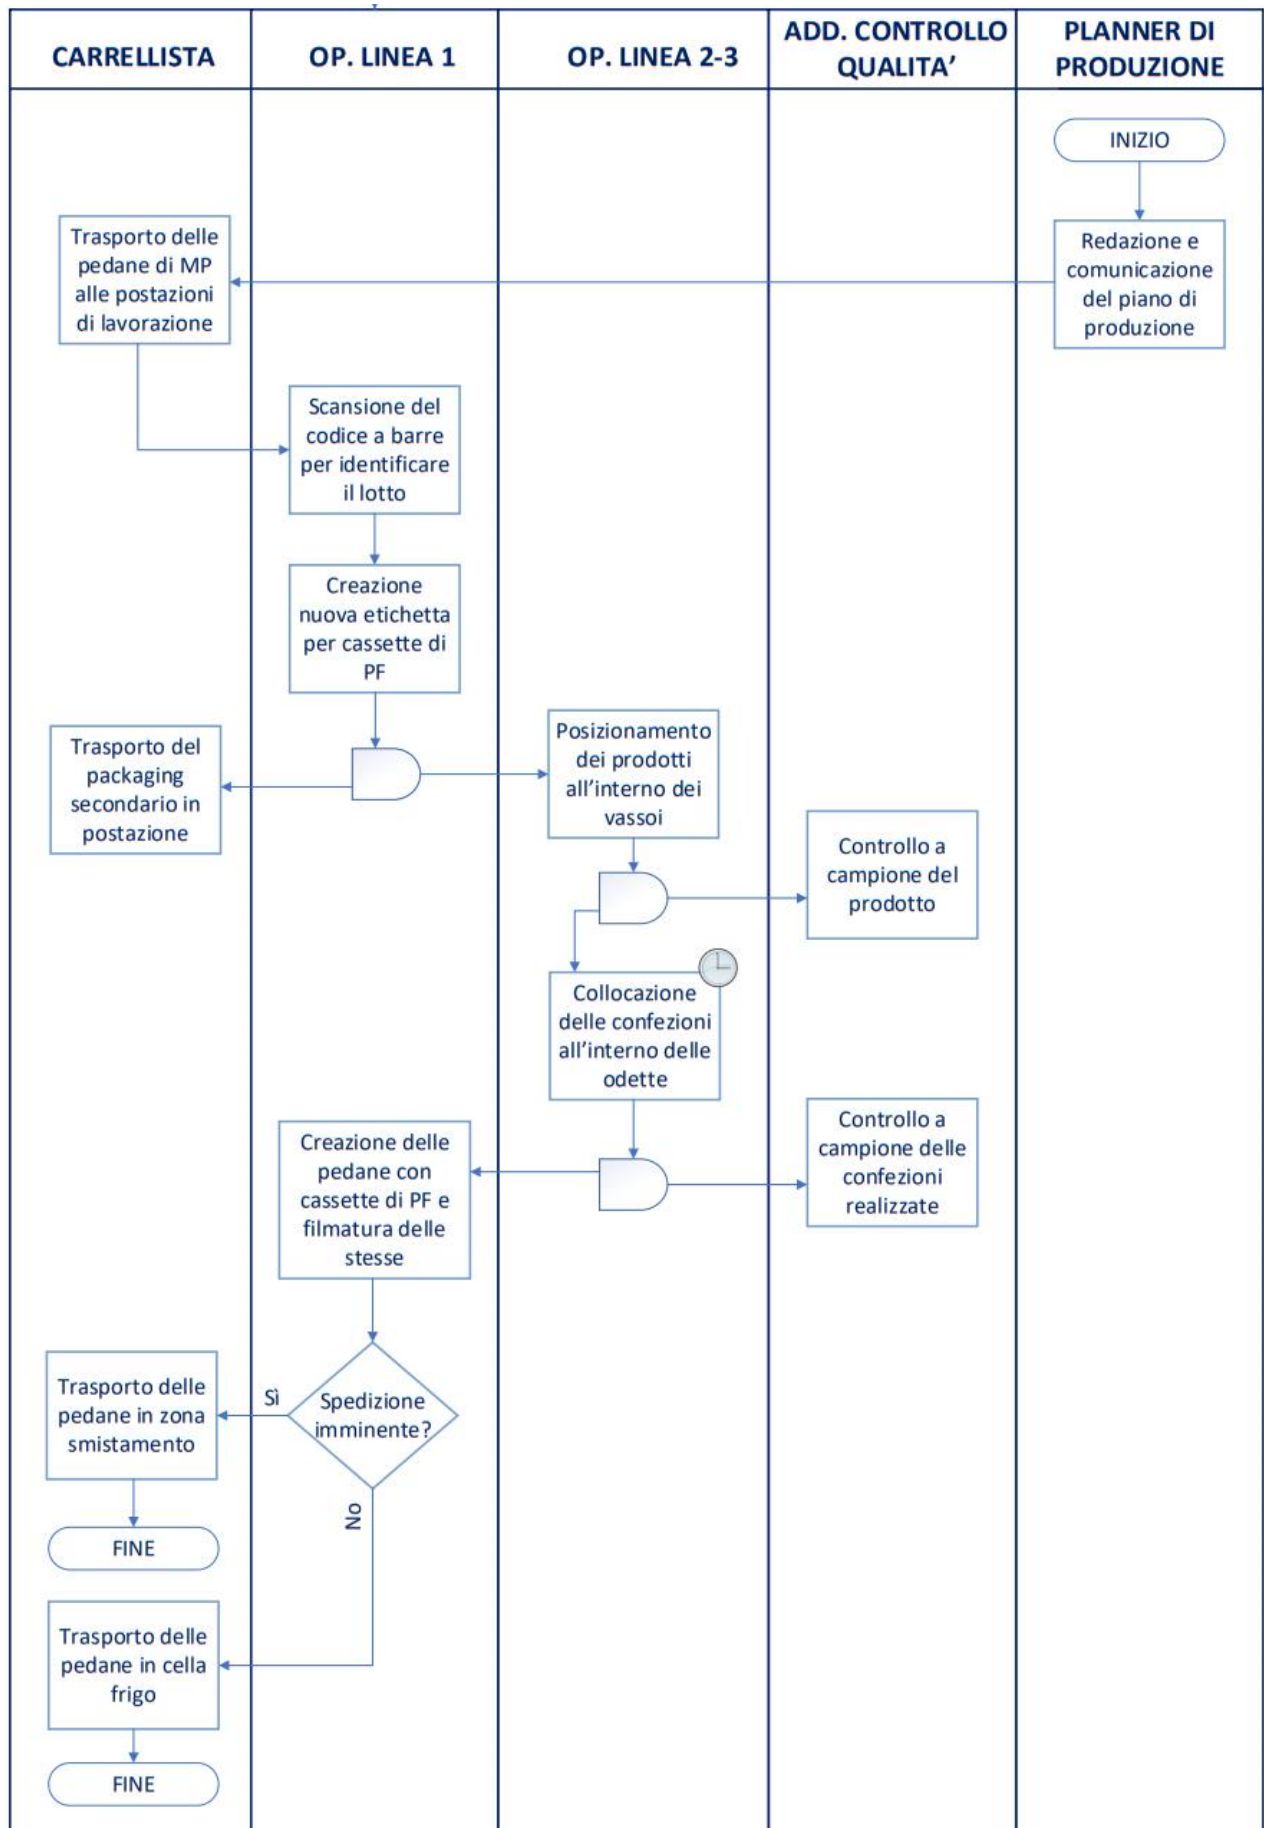 CARRELLISTA
OP. LINEA 1
OP. LINEA 2-3
ADD. CONTROLLO
QUALITA’
PLANNER DI
PRODUZIONE
INIZIO
Redazione e
comunicazione
del piano di
produzione
Trasporto delle
pedane di MP
alle postazioni
di lavorazione
Scansione del
codice a barre
per identificare
il lotto
Creazione
nuova etichetta
per cassette di
PF
Trasporto del
packaging
secondario in
postazione
Posizionamento
dei prodotti
all’interno dei
vassoi
Controllo a
campione del
prodotto
Collocazione
delle confezioni
all’interno delle
odette
Controllo a
campione delle
confezioni
realizzate
Creazione delle
pedane con
cassette di PF e
filmatura delle
stesse
Spedizione
imminente?
Sì
Trasporto delle
pedane in zona
smistamento
FINE
No
Trasporto delle
pedane in cella
frigo
FINE